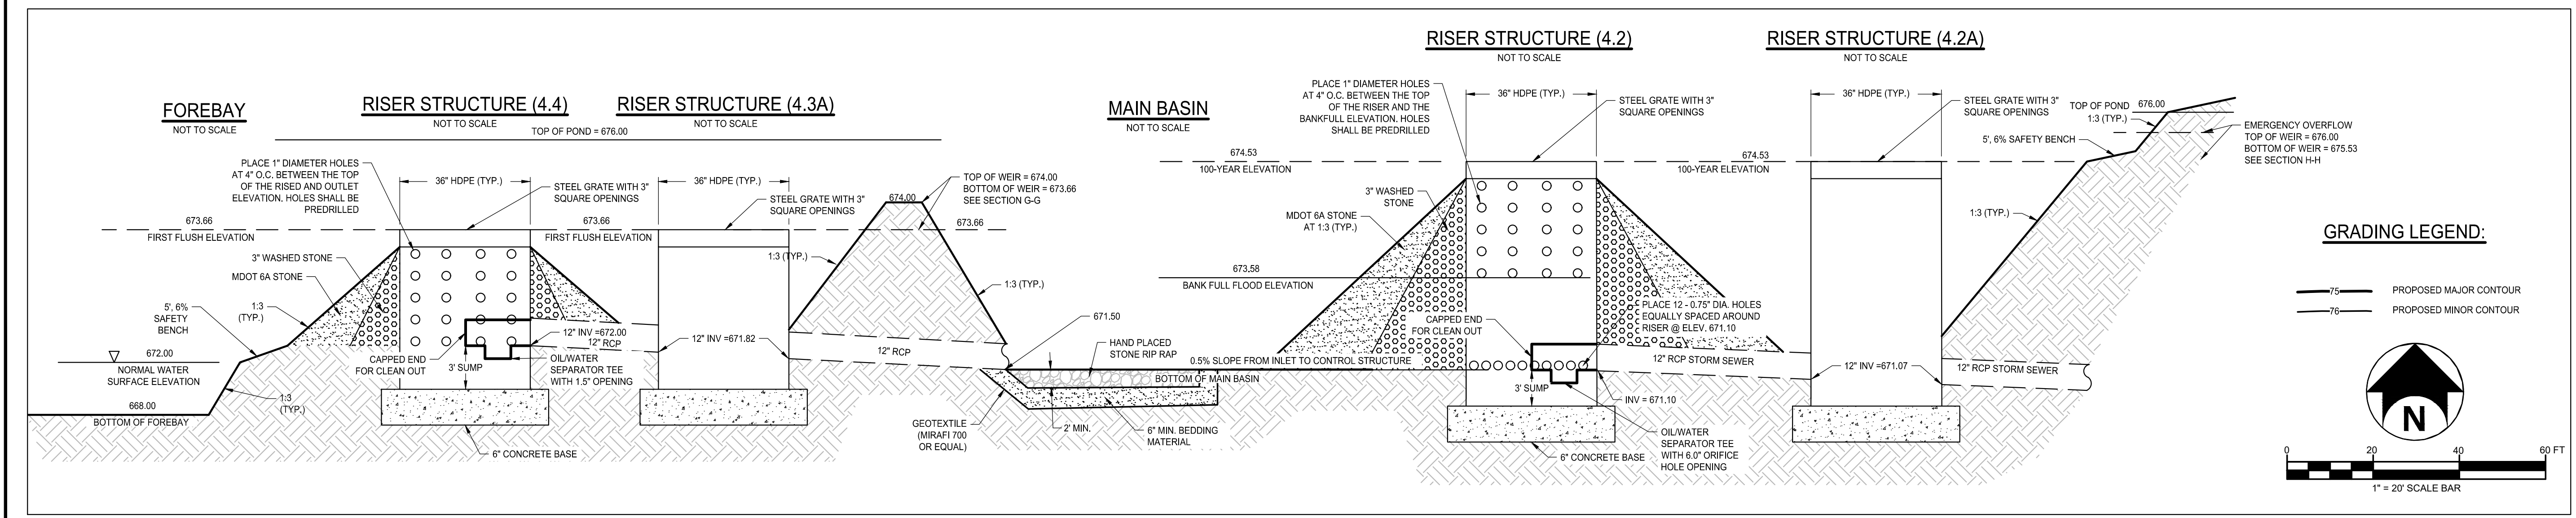 FOREBAY
NOT TO SCALE
RISER STRUCTURE (4.4)
NOT TO SCALE
RISER STRUCTURE (4.3A)
NOT TO SCALE
TOP OF POND = 676.00
PLACE 1" DIAMETER HOLES
AT 4" O.C. BETWEEN THE TOP
OF THE RISED AND OUTLET
ELEVATION. HOLES SHALL BE
PREDRILLED
36" HDPE (TYP.)
STEEL GRATE WITH 3"
SQUARE OPENINGS
36" HDPE (TYP.)
STEEL GRATE WITH 3"
SQUARE OPENINGS
673.66
FIRST FLUSH ELEVATION
673.66
FIRST FLUSH ELEVATION
3" WASHED STONE
MDOT 6A STONE
1:3
(TYP.)
5', 6%
SAFETY
BENCH
672.00
NORMAL WATER
SURFACE ELEVATION
668.00
BOTTOM OF FOREBAY
1:3
(TYP.)
CAPPED END
FOR CLEAN OUT
3' SUMP
12" INV =672.00
12" RCP
OIL/WATER
SEPARATOR TEE
WITH 1.5" OPENING
6" CONCRETE BASE
12" INV =671.82
1:3 (TYP.)
674.00
TOP OF WEIR = 674.00
BOTTOM OF WEIR = 673.66
SEE SECTION G-G
673.66
1:3 (TYP.)
12" RCP
MAIN BASIN
NOT TO SCALE
671.50
HAND PLACED
STONE RIP RAP
0.5% SLOPE FROM INLET TO CONTROL STRUCTURE
BOTTOM OF MAIN BASIN
GEOTEXTILE
(MIRAFI 700
OR EQUAL)
2' MIN.
6" MIN. BEDDING
MATERIAL
RISER STRUCTURE (4.2)
NOT TO SCALE
PLACE 1" DIAMETER HOLES
AT 4" O.C. BETWEEN THE TOP
OF THE RISER AND THE
BANKFULL ELEVATION. HOLES
SHALL BE PREDRILLED
36" HDPE (TYP.)
STEEL GRATE WITH 3"
SQUARE OPENINGS
674.53
100-YEAR ELEVATION
3" WASHED
STONE
MDOT 6A STONE
AT 1:3 (TYP.)
673.58
BANK FULL FLOOD ELEVATION
CAPPED END
FOR CLEAN OUT
PLACE 12 - 0.75" DIA. HOLES
EQUALLY SPACED AROUND
RISER @ ELEV. 671.10
12" RCP STORM SEWER
3' SUMP
INV = 671.10
OIL/WATER
SEPARATOR TEE
WITH 6.0" ORIFICE
HOLE OPENING
6" CONCRETE BASE
RISER STRUCTURE (4.2A)
NOT TO SCALE
36" HDPE (TYP.)
STEEL GRATE WITH 3"
SQUARE OPENINGS
674.53
100-YEAR ELEVATION
12" INV =671.07
12" RCP STORM SEWER
TOP OF POND 676.00
1:3 (TYP.)
5', 6% SAFETY BENCH
1:3 (TYP.)
EMERGENCY OVERFLOW
TOP OF WEIR = 676.00
BOTTOM OF WEIR = 675.53
SEE SECTION H-H
GRADING LEGEND:
75 PROPOSED MAJOR CONTOUR
76 PROPOSED MINOR CONTOUR
N
0 20 40 60 FT
1" = 20' SCALE BAR